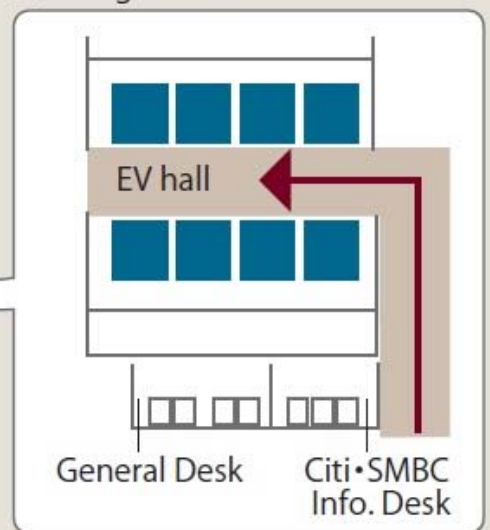 EV hall
General Desk
Citi•SMBC
Info. Desk